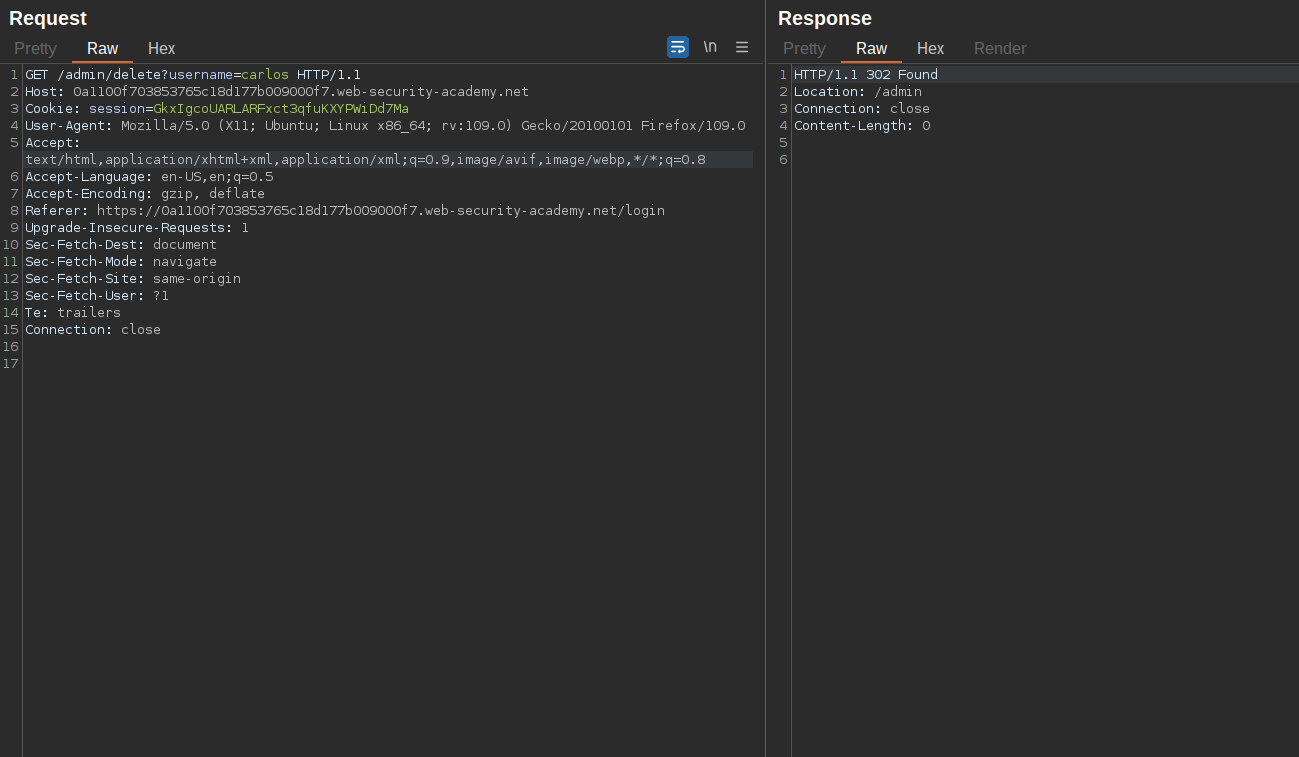 Request
Pretty Raw Hex \n
1 GET /admin/delete?username=carlos HTTP/1.1
2 Host: 0a1100f703853765c18d177b009000f7.web-security-academy.net
3 Cookie: session=GkxIgcoUARLARFxct3qfuKXYPWiDd7Ma
4 User-Agent: Mozilla/5.0 (X11; Ubuntu; Linux x86_64; rv:109.0) Gecko/20100101 Firefox/109.0
5 Accept:
text/html,application/xhtml+xml,application/xml;q=0.9,image/avif,image/webp,*/*;q=0.8
6 Accept-Language: en-US,en;q=0.5
7 Accept-Encoding: gzip, deflate
8 Referer: https://0a1100f703853765c18d177b009000f7.web-security-academy.net/login
9 Upgrade-Insecure-Requests: 1
10 Sec-Fetch-Dest: document
11 Sec-Fetch-Mode: navigate
12 Sec-Fetch-Site: same-origin
13 Sec-Fetch-User: ?1
14 Te: trailers
15 Connection: close
16
17
Response
Pretty Raw Hex Render
1 HTTP/1.1 302 Found
2 Location: /admin
3 Connection: close
4 Content-Length: 0
5
6